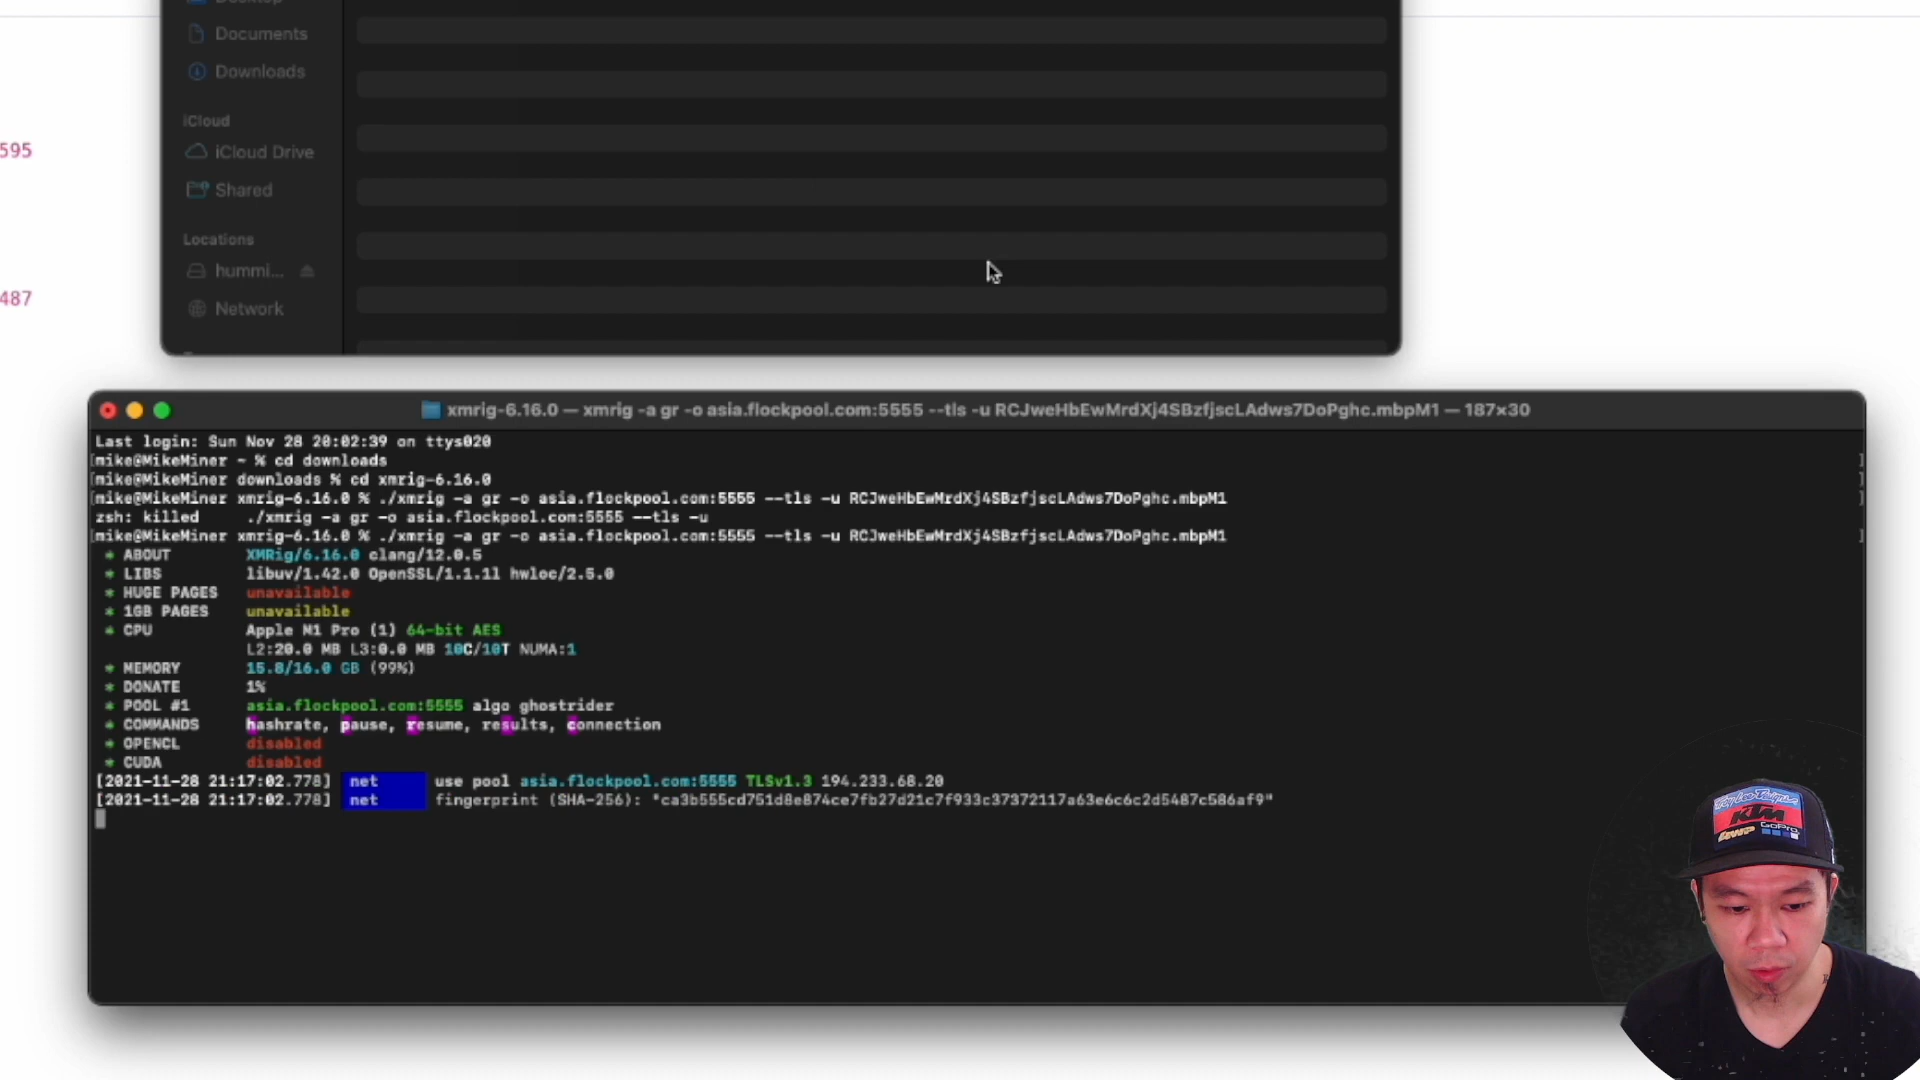 Desktop
Documents
Downloads
iCloud
iCloud Drive
Shared
Locations
hummi...
Network
595
487
xmrig-6.16.0 — xmrig -a gr -o asia.flockpool.com:5555 --tls -u RCJweHbEwMrdXj4SBzfjscLAdws7DoPghc.mbpM1 — 187×30
Last login: Sun Nov 28 20:02:39 on ttys020
[mike@MikeMiner ~ % cd downloads ]
[mike@MikeMiner downloads % cd xmrig-6.16.0 ]
[mike@MikeMiner xmrig-6.16.0 % ./xmrig -a gr -o asia.flockpool.com:5555 --tls -u RCJweHbEwMrdXj4SBzfjscLAdws7DoPghc.mbpM1 ]
zsh: killed ./xmrig -a gr -o asia.flockpool.com:5555 --tls -u
[mike@MikeMiner xmrig-6.16.0 % ./xmrig -a gr -o asia.flockpool.com:5555 --tls -u RCJweHbEwMrdXj4SBzfjscLAdws7DoPghc.mbpM1 ]
* ABOUT XMRig/6.16.0 clang/12.0.5
* LIBS libuv/1.42.0 OpenSSL/1.1.1l hwloc/2.5.0
* HUGE PAGES unavailable
* 1GB PAGES unavailable
* CPU Apple M1 Pro (1) 64-bit AES
L2:20.0 MB L3:0.0 MB 10C/10T NUMA:1
* MEMORY 15.8/16.0 GB (99%)
* DONATE 1%
* POOL #1 asia.flockpool.com:5555 algo ghostrider
* COMMANDS hashrate, pause, resume, results, connection
* OPENCL disabled
* CUDA disabled
[2021-11-28 21:17:02.778] net use pool asia.flockpool.com:5555 TLSv1.3 194.233.68.20
[2021-11-28 21:17:02.778] net fingerprint (SHA-256): "ca3b555cd751d8e874ce7fb27d21c7f933c37372117a63e6c6c2d5487c586af9"
Troy Lee Designs
KTM
GoPro